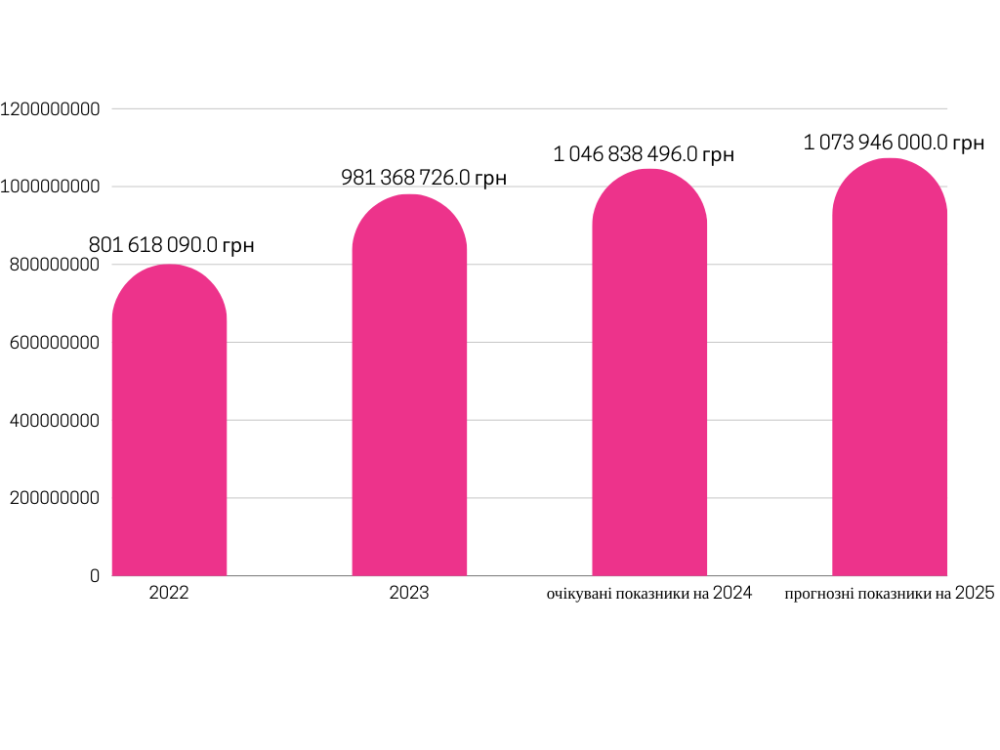 1200000000
1 073 946 000.0 грн
1 046 838 496.0 грн
981 368 726.0 грн
1000000000
801 618 090.0 грн
800000000
600000000
400000000
200000000
0
2022
2023
очікувані показники на 2024
прогнозні показники на 2025